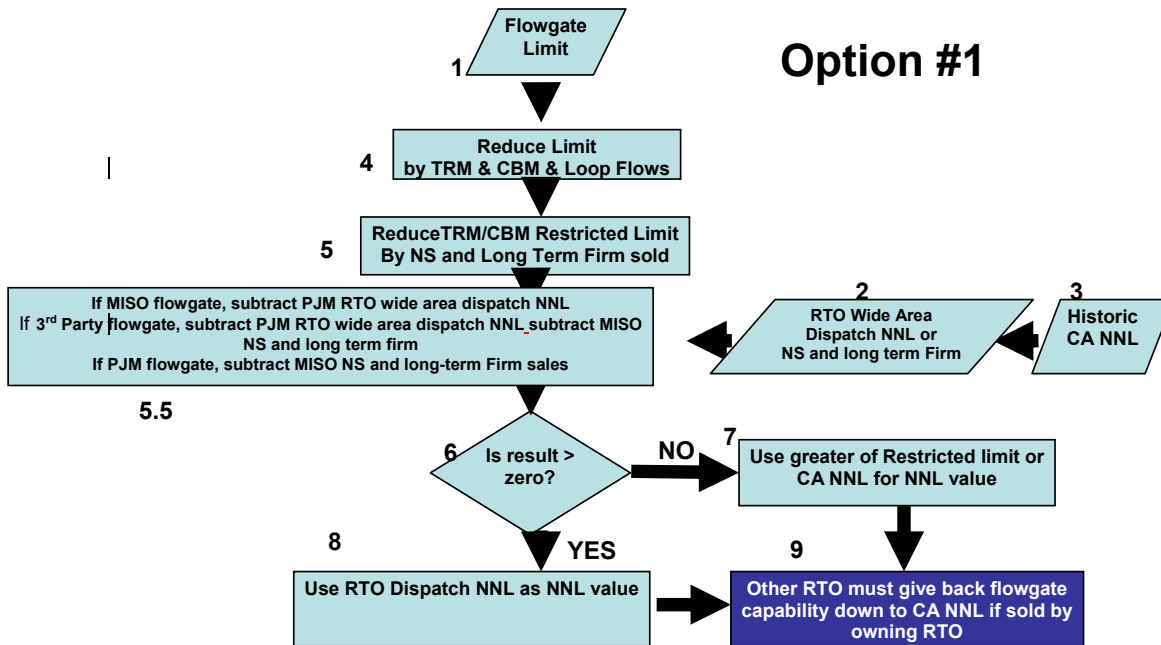 Flowgate
Limit
1
Option #1
4
Reduce Limit
by TRM & CBM & Loop Flows
5
ReduceTRM/CBM Restricted Limit
By NS and Long Term Firm sold
If MISO flowgate, subtract PJM RTO wide area dispatch NNL
If 3rd Party flowgate, subtract PJM RTO wide area dispatch NNL subtract MISO
NS and long term firm
If PJM flowgate, subtract MISO NS and long-term Firm sales
5.5
2
RTO Wide Area
Dispatch NNL or
NS and long term Firm
3
Historic
CA NNL
6
Is result >
zero?
NO
7
Use greater of Restricted limit or
CA NNL for NNL value
YES
8
Use RTO Dispatch NNL as NNL value
9
Other RTO must give back flowgate
capability down to CA NNL if sold by
owning RTO